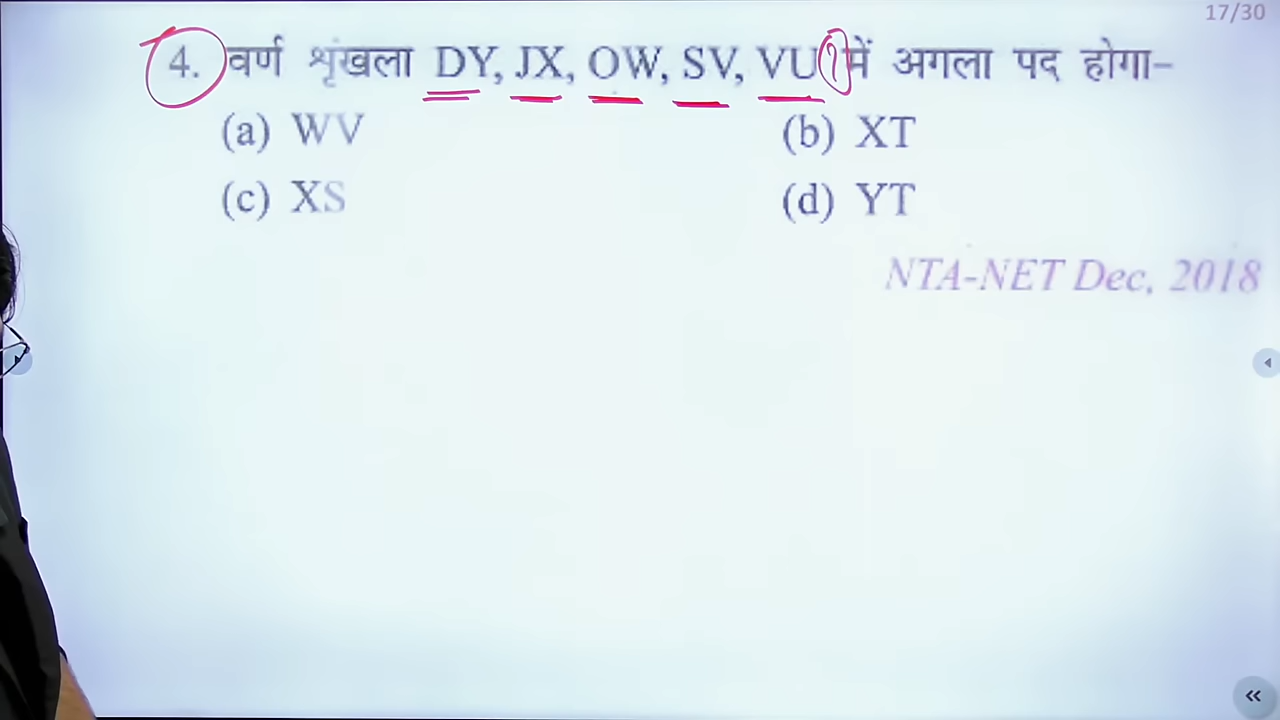 17/30
4. वर्ण शृंखला DY, JX, OW, SV, VU ? में अगला पद होगा–
(a) WV (b) XT
(c) XS (d) YT
NTA-NET Dec, 2018